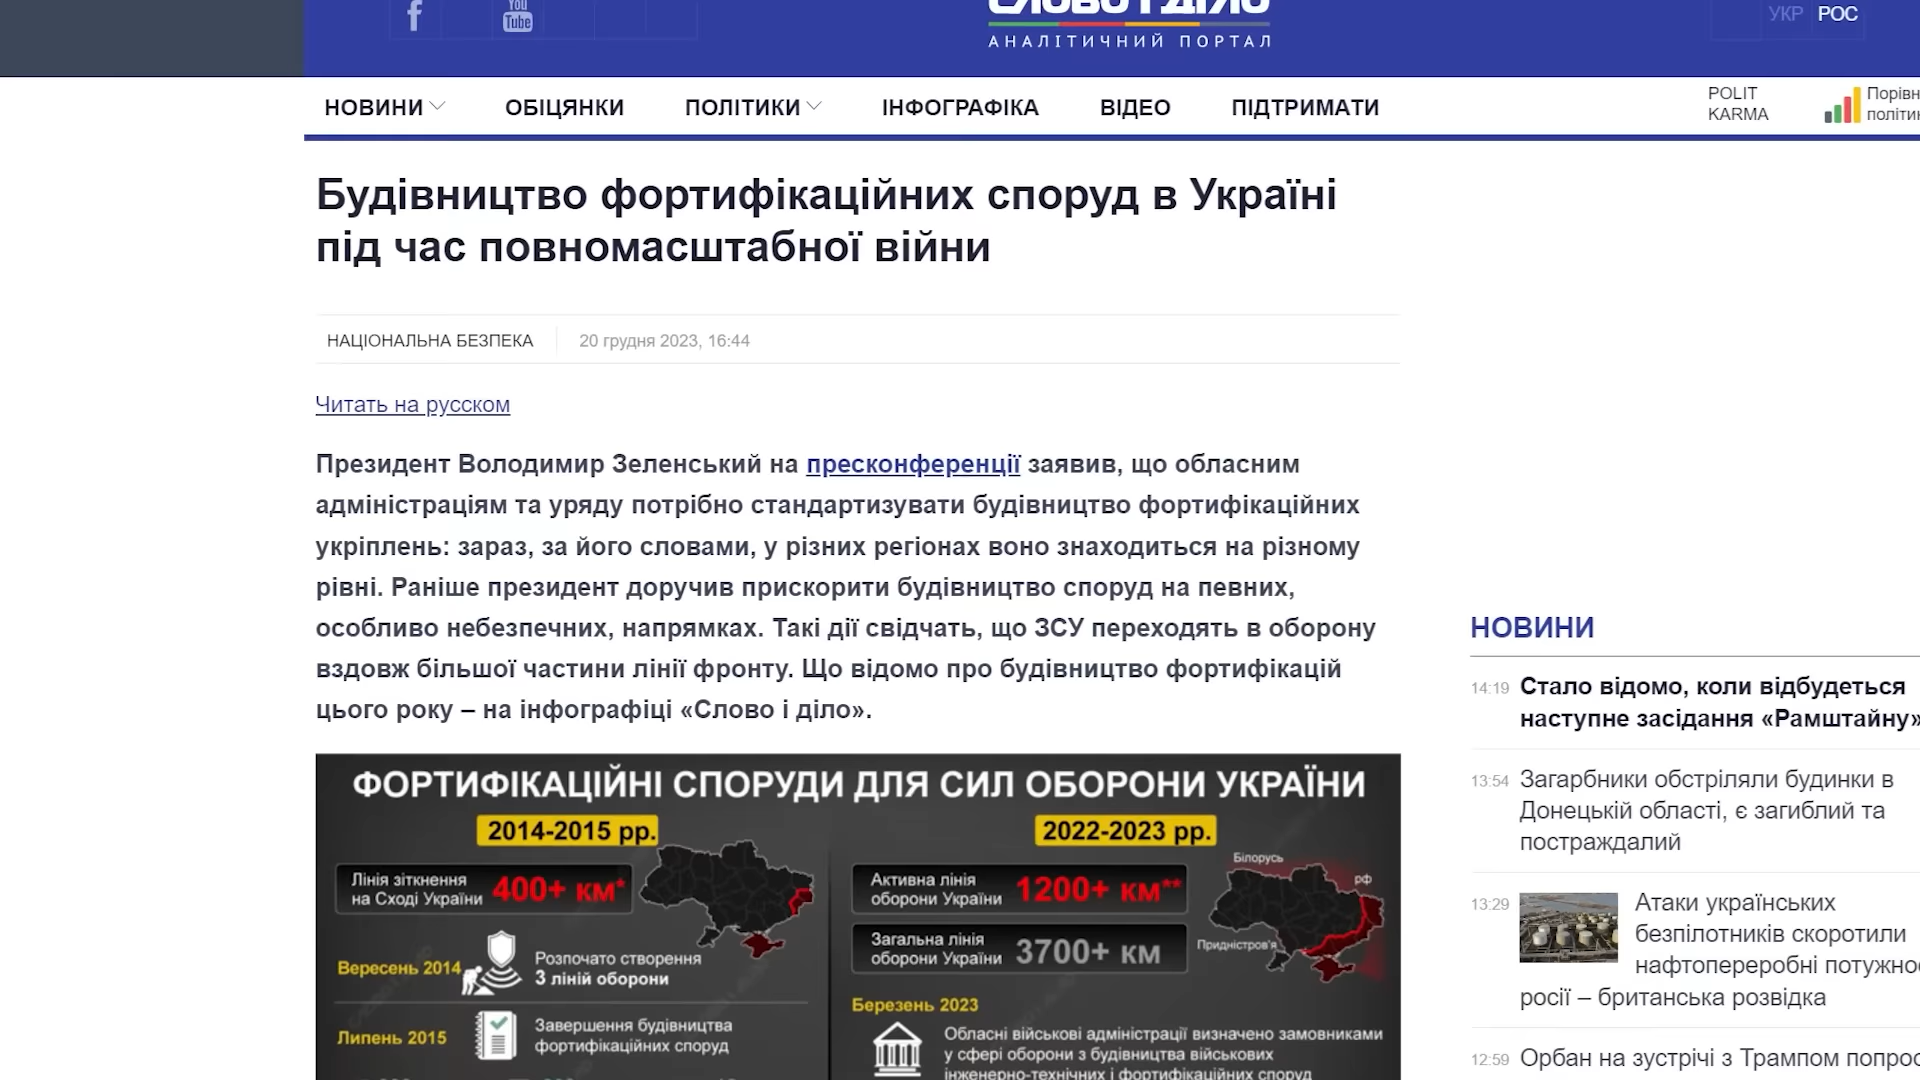 You
Tube
СЛОВО І ДІЛО
АНАЛІТИЧНИЙ ПОРТАЛ
УКР РОС
НОВИНИ ОБІЦЯНКИ ПОЛІТИКИ ІНФОГРАФІКА ВІДЕО ПІДТРИМАТИ
POLIT
KARMA
Будівництво фортифікаційних споруд в Україні
під час повномасштабної війни
НАЦІОНАЛЬНА БЕЗПЕКА 20 грудня 2023, 16:44
Читать на русском
Президент Володимир Зеленський на пресконференції заявив, що обласним
адміністраціям та уряду потрібно стандартизувати будівництво фортифікаційних
укріплень: зараз, за його словами, у різних регіонах воно знаходиться на різному
рівні. Раніше президент доручив прискорити будівництво споруд на певних,
особливо небезпечних, напрямках. Такі дії свідчать, що ЗСУ переходять в оборону
вздовж більшої частини лінії фронту. Що відомо про будівництво фортифікацій
цього року – на інфографіці «Слово і діло».
ФОРТИФІКАЦІЙНІ СПОРУДИ ДЛЯ СИЛ ОБОРОНИ УКРАЇНИ
2014-2015 рр.
Лінія зіткнення
на Сході України 400+ км*
Вересень 2014
Розпочато створення
3 ліній оборони
Липень 2015
Завершення будівництва
фортифікаційних споруд
2022-2023 рр.
Активна лінія
оборони України 1200+ км**
Загальна лінія
оборони України 3700+ км
Білорусь
рф
Придністров'я
Березень 2023
Обласні військові адміністрації визначено замовниками
у сфері оборони з будівництва військових
інженерно-технічних і фортифікаційних споруд
НОВИНИ
14:19 Стало відомо, коли відбудеться
наступне засідання «Рамштайну»
13:54 Загарбники обстріляли будинки в
Донецькій області, є загиблий та
постраждалий
13:29 Атаки українських
безпілотників скоротили
нафтопереробні
росії – британська розвідка
12:59 Орбан на зустрічі з Трампом